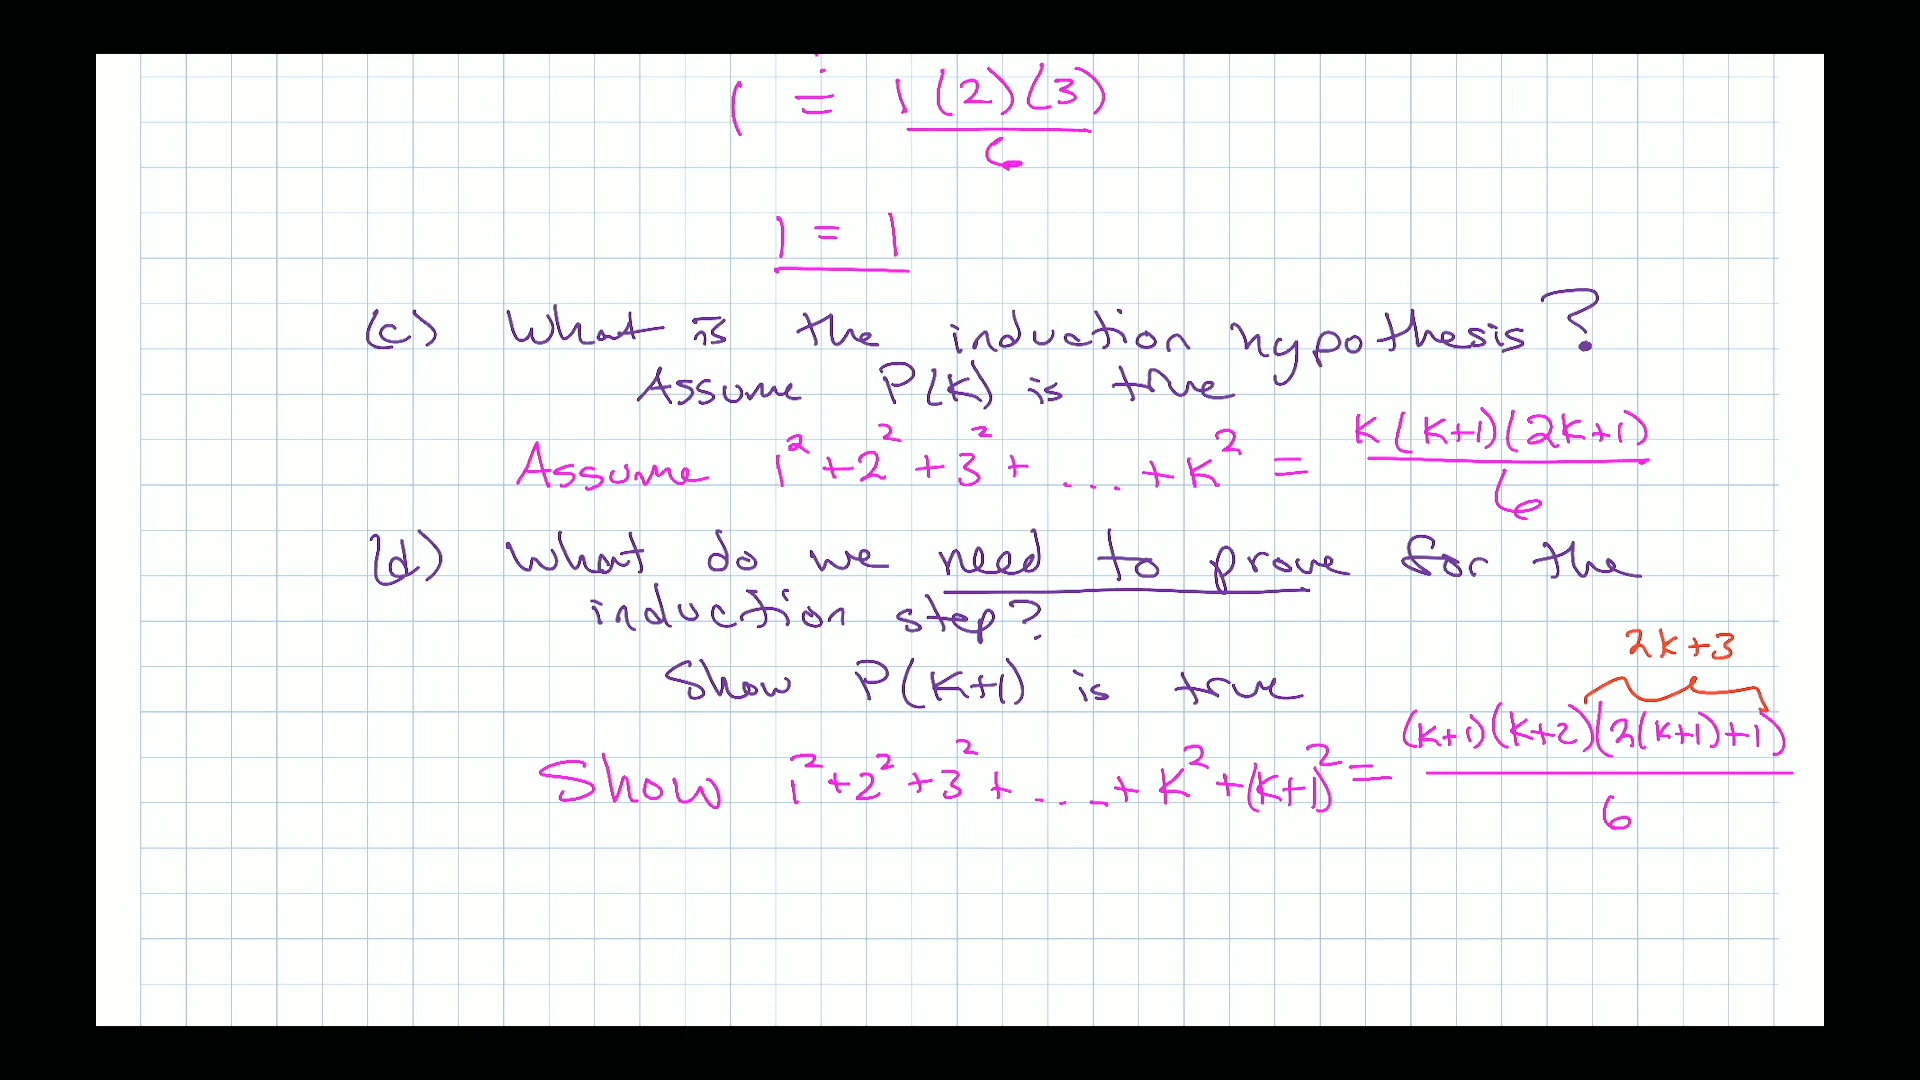 1 = 1(2)(3)
6
1 = 1
(c) What is the induction hypothesis?
Assume P(k) is true
Assume 1² + 2² + 3² + ... + k² = k(k+1)(2k+1)
6
(d) What do we need to prove for the
induction step?
2k+3
Show P(k+1) is true
(k+1)(k+2)(2(k+1)+1)
Show 1² + 2² + 3² + ... + k² + (k+1)² =
6